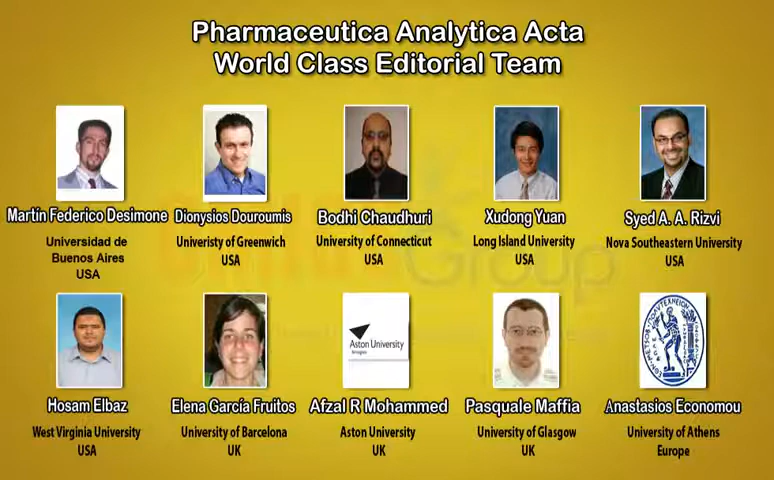 Pharmaceutica Analytica Acta
World Class Editorial Team
Martín Federico Desimone
Universidad de
Buenos Aires
USA
Dionysios Douroumis
Univeristy of Greenwich
USA
Bodhi Chaudhuri
University of Connecticut
USA
Xudong Yuan
Long Island University
USA
Syed A. A. Rizvi
Nova Southeastern University
USA
Hosam Elbaz
West Virginia University
USA
Elena García Fruitos
University of Barcelona
UK
Aston University
Afzal R Mohammed
Aston University
UK
Pasquale Maffia
University of Glasgow
UK
Anastasios Economou
University of Athens
Europe
Group